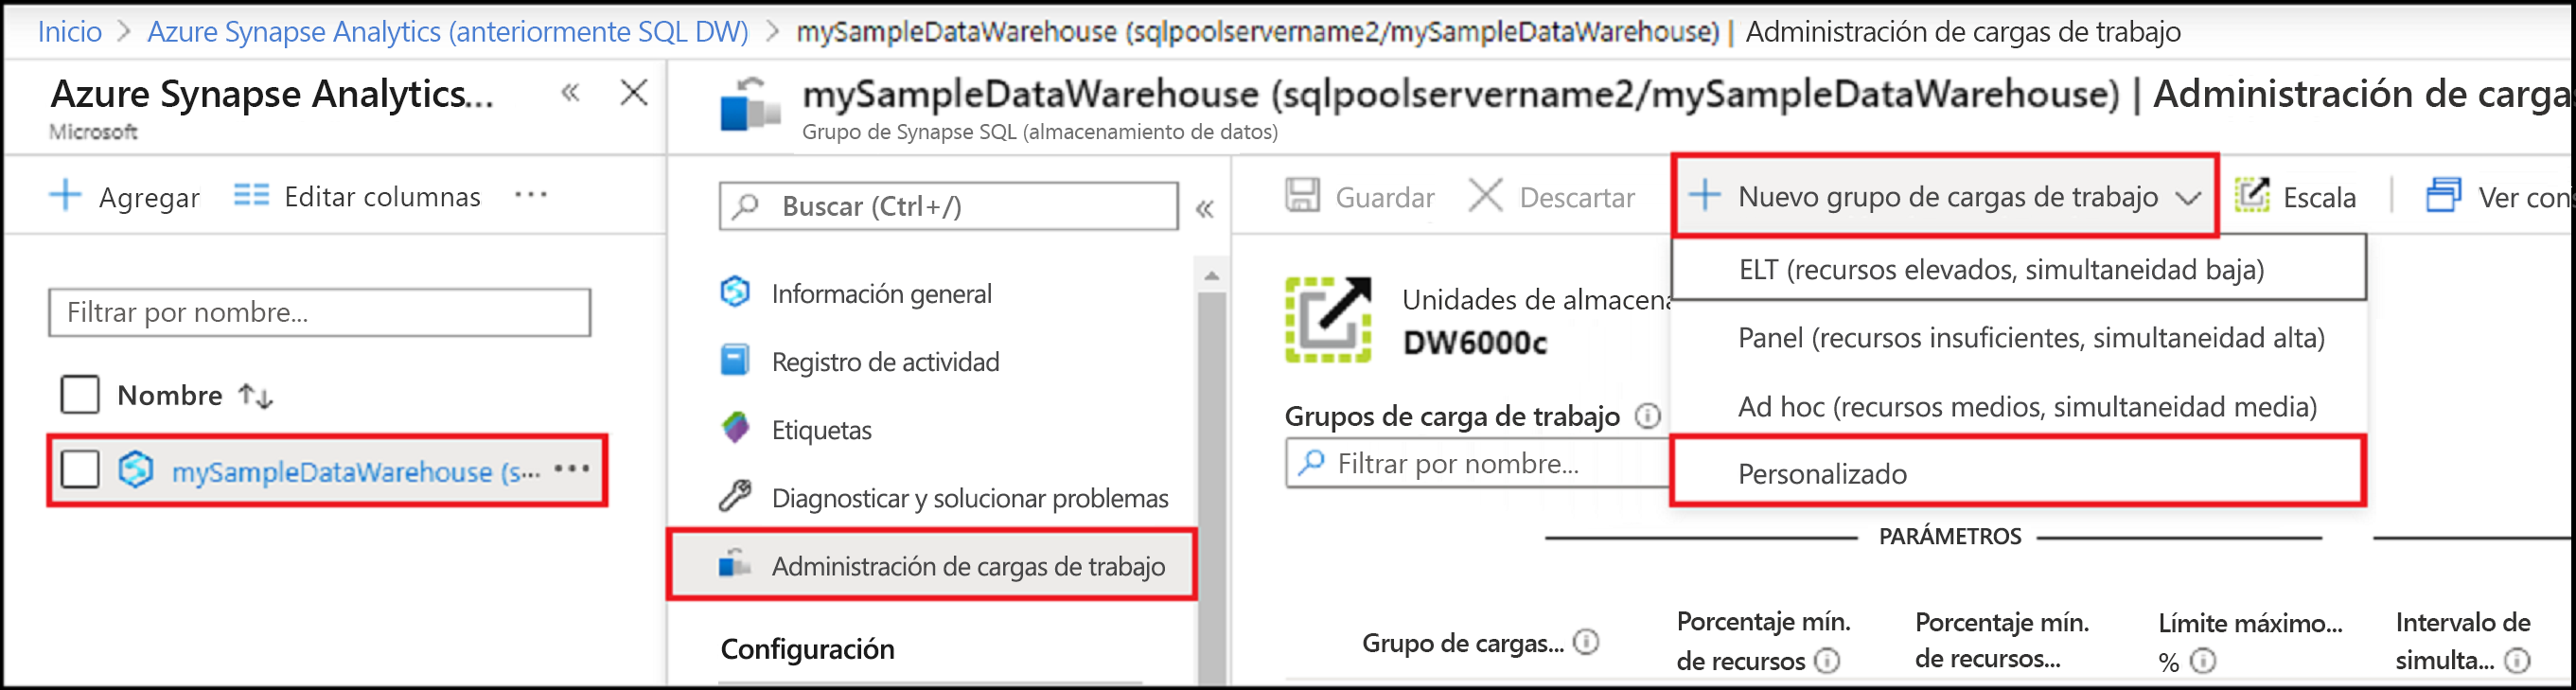 Inicio > Azure Synapse Analytics (anteriormente SQL DW) > mySampleDataWarehouse (sqlpoolservername2/mySampleDataWarehouse) | Administración de cargas de trabajo
Azure Synapse Analytics...
Microsoft
mySampleDataWarehouse (sqlpoolservername2/mySampleDataWarehouse) | Administración de carga
Grupo de Synapse SQL (almacenamiento de datos)
Agregar
Editar columnas
Filtrar por nombre...
Nombre
mySampleDataWarehouse (s...
Buscar (Ctrl+/)
Información general
Registro de actividad
Etiquetas
Diagnosticar y solucionar problemas
Administración de cargas de trabajo
Configuración
Guardar
Descartar
Nuevo grupo de cargas de trabajo
Escala
Ver con
ELT (recursos elevados, simultaneidad baja)
Panel (recursos insuficientes, simultaneidad alta)
Ad hoc (recursos medios, simultaneidad media)
Personalizado
Unidades de almacena
DW6000c
Grupos de carga de trabajo
Filtrar por nombre...
PARÁMETROS
Grupo de cargas...
Porcentaje mín.
de recursos
Porcentaje mín.
de recursos...
Límite máximo...
%
Intervalo de
simulta...